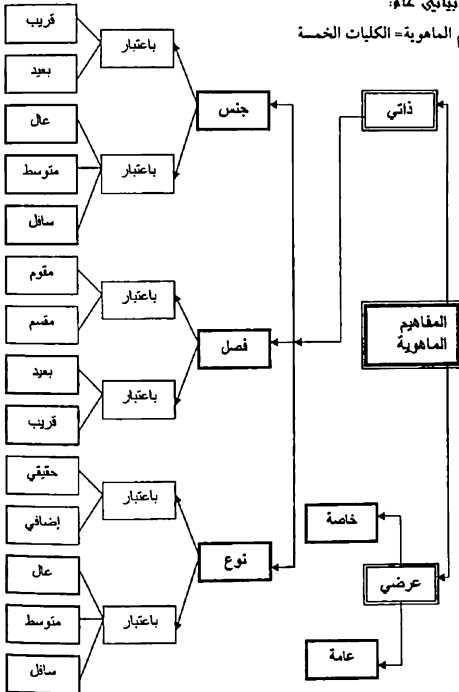 بياني عام:
الماهوية= الكليات الخمسة
المفاهيم
الماهوية
ذاتي
جنس
باعتبار
قريب
بعيد
باعتبار
عال
متوسط
سافل
فصل
باعتبار
مقوم
مقسم
باعتبار
بعيد
قريب
نوع
باعتبار
حقيقي
إضافي
باعتبار
عال
متوسط
سافل
عرضي
خاصة
عامة